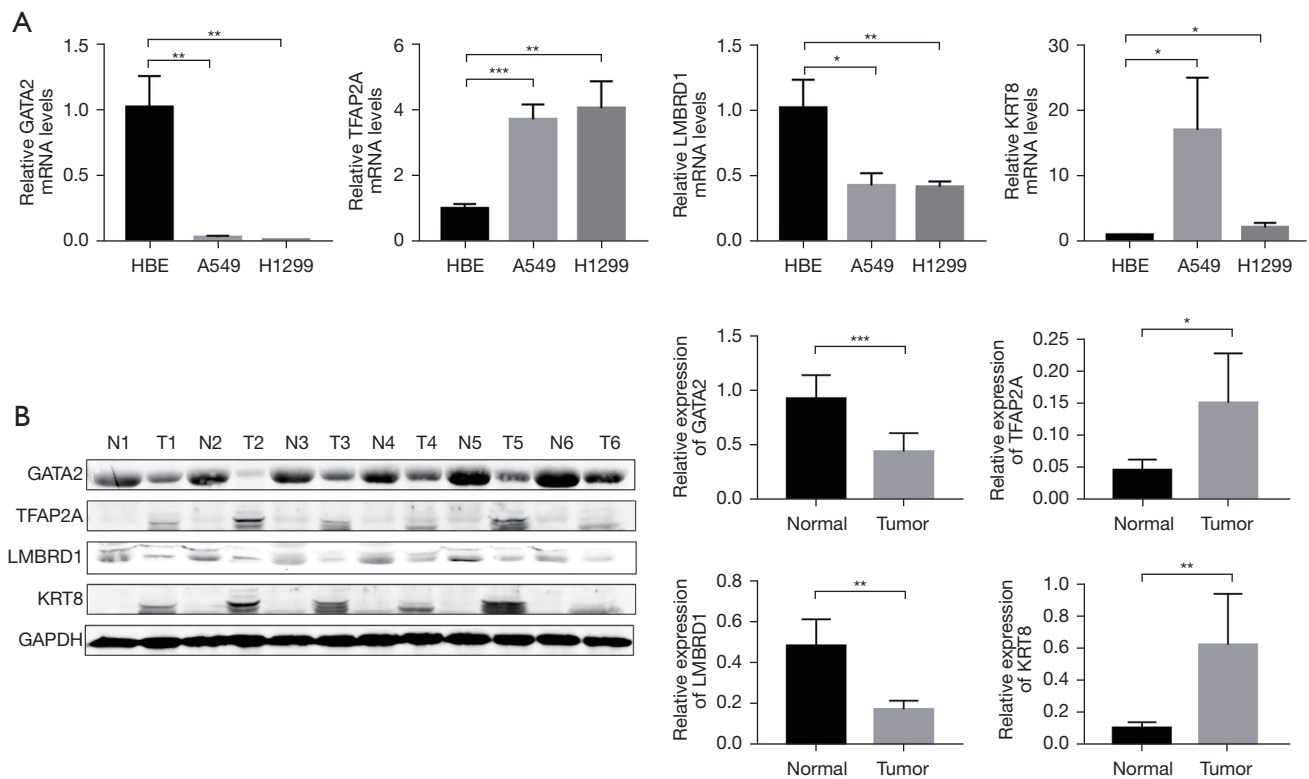 A
Relative GATA2
mRNA levels
1.5
1.0
0.5
0.0
**
**
HBE A549 H1299
Relative TFAP2A
mRNA levels
6
4
2
0
**
***
HBE A549 H1299
Relative LMBRD1
mRNA levels
1.5
1.0
0.5
0.0
**
*
HBE A549 H1299
Relative KRT8
mRNA levels
30
20
10
0
*
*
HBE A549 H1299
B
N1 T1 N2 T2 N3 T3 N4 T4 N5 T5 N6 T6
GATA2
TFAP2A
LMBRD1
KRT8
GAPDH
Relative expression
of GATA2
1.5
1.0
0.5
0.0
***
Normal Tumor
Relative expression
of TFAP2A
0.25
0.20
0.15
0.10
0.05
0.00
*
Normal Tumor
Relative expression
of LMBRD1
0.8
0.6
0.4
0.2
0.0
**
Normal Tumor
Relative expression
of KRT8
1.0
0.8
0.6
0.4
0.2
0.0
**
Normal Tumor